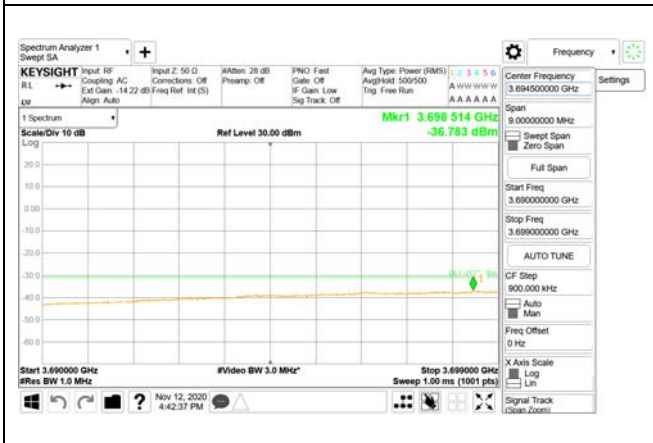 Spectrum Analyzer 1
Swept SA
+
Frequency
KEYSIGHT
RL
Input: RF
Coupling: AC
Ext Gain: -14.22 dB
Align: Auto
Input Z: 50 Ω
Corrections: Off
Freq Ref: Int (S)
#Atten: 28 dB
Preamp: Off
PNO: Fast
Gate: Off
IF Gain: Low
Sig Track: Off
Avg Type: Power (RMS)
Avg|Hold: 500/500
Trig: Free Run
1 2 3 4 5 6
A W W W W W
A A A A A A
Center Frequency
3.694500000 GHz
Settings
Span
9.00000000 MHz
Swept Span
Zero Span
Full Span
Start Freq
3.690000000 GHz
Stop Freq
3.699000000 GHz
AUTO TUNE
CF Step
900.000 kHz
Auto
Man
Freq Offset
0 Hz
X Axis Scale
Log
Lin
Signal Track
(Span Zoom)
1 Spectrum
Scale/Div 10 dB
Ref Level 30.00 dBm
Mkr1 3.698 514 GHz
-36.783 dBm
Log
20.0
10.0
0.00
-10.0
-20.0
-30.0
-40.0
-50.0
-60.0
1
Start 3.690000 GHz
#Res BW 1.0 MHz
#Video BW 3.0 MHz*
Stop 3.699000 GHz
Sweep 1.00 ms (1001 pts)
?
Nov 12, 2020
4:42:37 PM